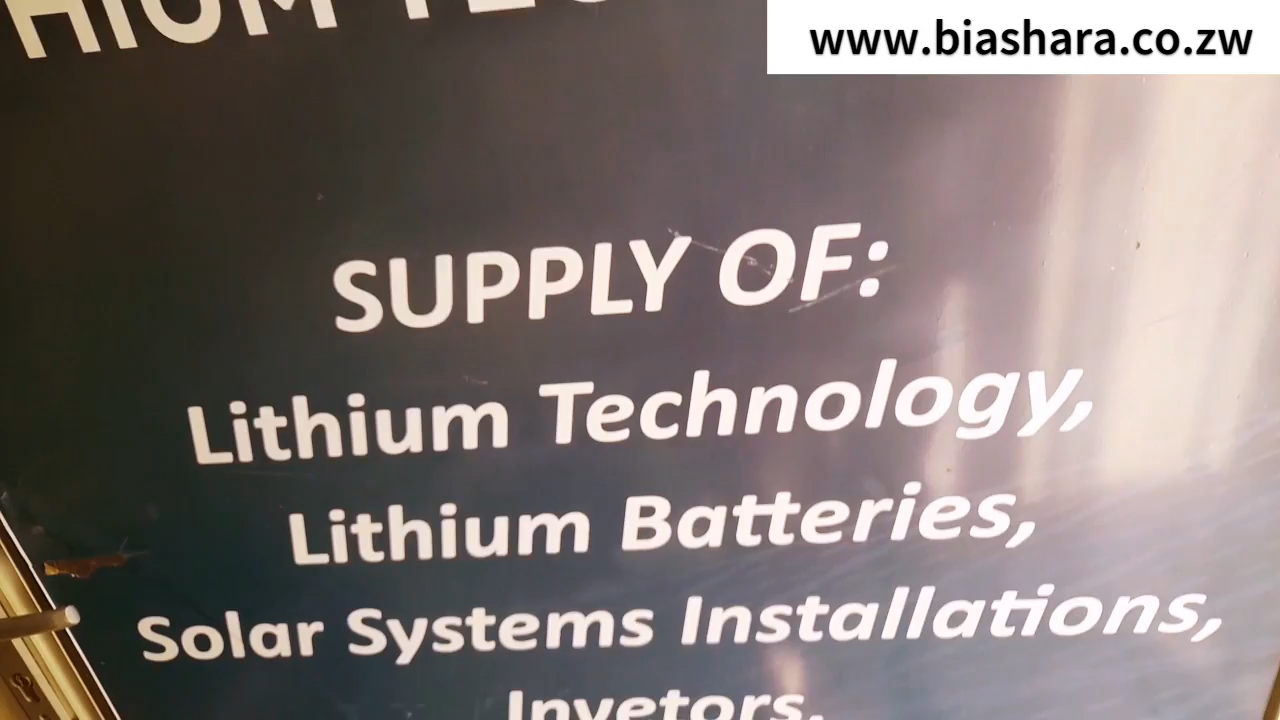 www.biashara.co.zw
SUPPLY OF:
Lithium Technology,
Lithium Batteries,
Solar Systems Installations,
Invetors,